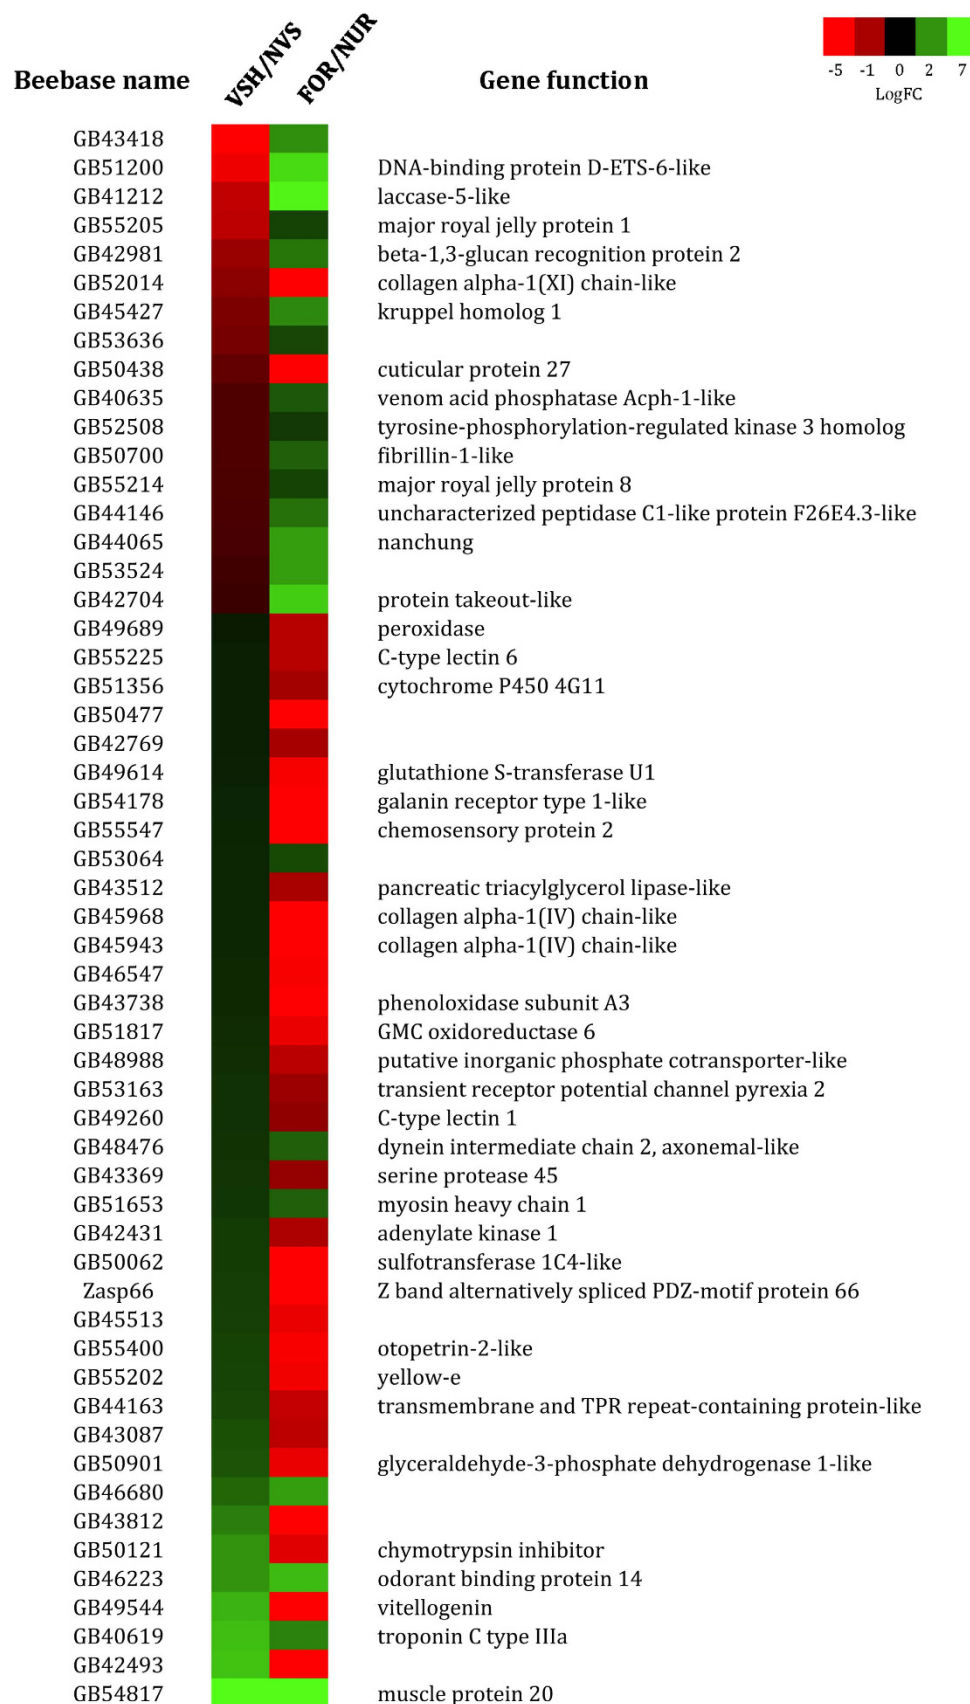 Beebase name VSH/NVS FOR/NUR Gene function
-5 -1 0 2 7
LogFC
GB43418
GB51200 DNA-binding protein D-ETS-6-like
GB41212 laccase-5-like
GB55205 major royal jelly protein 1
GB42981 beta-1,3-glucan recognition protein 2
GB52014 collagen alpha-1(XI) chain-like
GB45427 kruppel homolog 1
GB53636
GB50438 cuticular protein 27
GB40635 venom acid phosphatase Acph-1-like
GB52508 tyrosine-phosphorylation-regulated kinase 3 homolog
GB50700 fibrillin-1-like
GB55214 major royal jelly protein 8
GB44146 uncharacterized peptidase C1-like protein F26E4.3-like
GB44065 nanchung
GB53524
GB42704 protein takeout-like
GB49689 peroxidase
GB55225 C-type lectin 6
GB51356 cytochrome P450 4G11
GB50477
GB42769
GB49614 glutathione S-transferase U1
GB54178 galanin receptor type 1-like
GB55547 chemosensory protein 2
GB53064
GB43512 pancreatic triacylglycerol lipase-like
GB45968 collagen alpha-1(IV) chain-like
GB45943 collagen alpha-1(IV) chain-like
GB46547
GB43738 phenoloxidase subunit A3
GB51817 GMC oxidoreductase 6
GB48988 putative inorganic phosphate cotransporter-like
GB53163 transient receptor potential channel pyrexia 2
GB49260 C-type lectin 1
GB48476 dynein intermediate chain 2, axonemal-like
GB43369 serine protease 45
GB51653 myosin heavy chain 1
GB42431 adenylate kinase 1
GB50062 sulfotransferase 1C4-like
Zasp66 Z band alternatively spliced PDZ-motif protein 66
GB45513
GB55400 otopetrin-2-like
GB55202 yellow-e
GB44163 transmembrane and TPR repeat-containing protein-like
GB43087
GB50901 glyceraldehyde-3-phosphate dehydrogenase 1-like
GB46680
GB43812
GB50121 chymotrypsin inhibitor
GB46223 odorant binding protein 14
GB49544 vitellogenin
GB40619 troponin C type IIIa
GB42493
GB54817 muscle protein 20